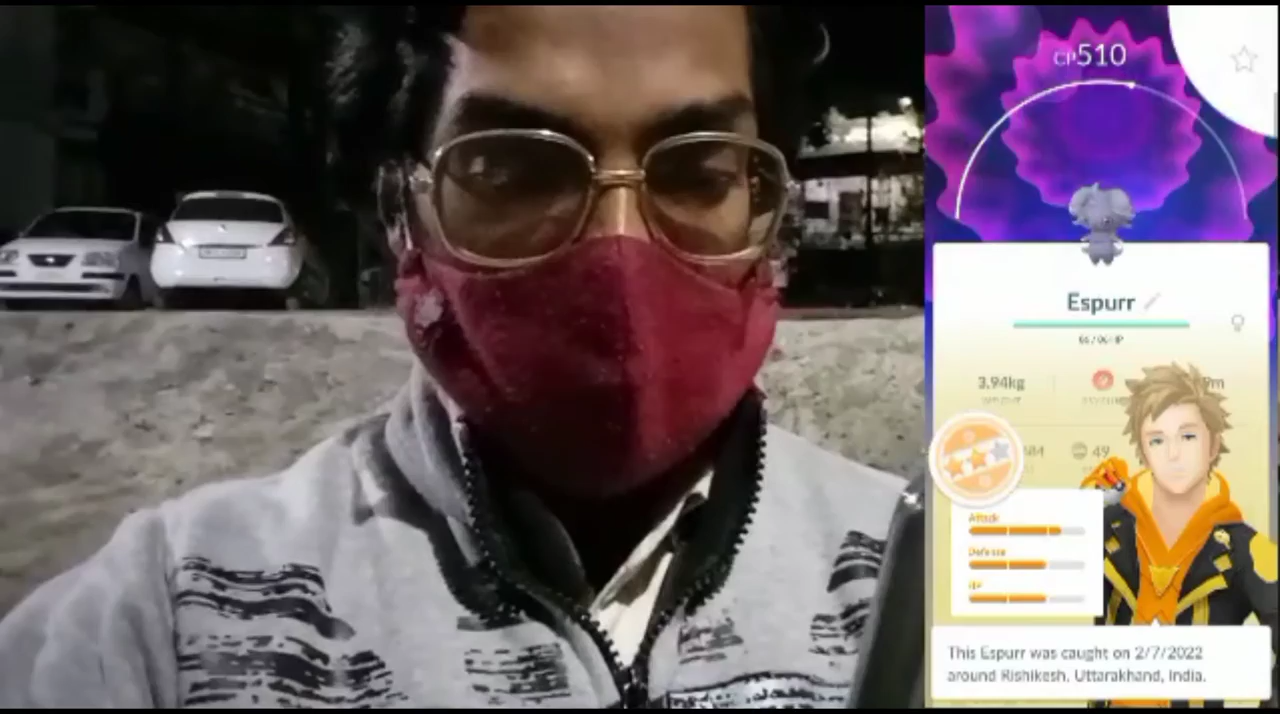 CP510
Espurr
3.94kg
9m
49
Attack
Defense
HP
This Espurr was caught on 2/7/2022
around Rishikesh, Uttarakhand, India.